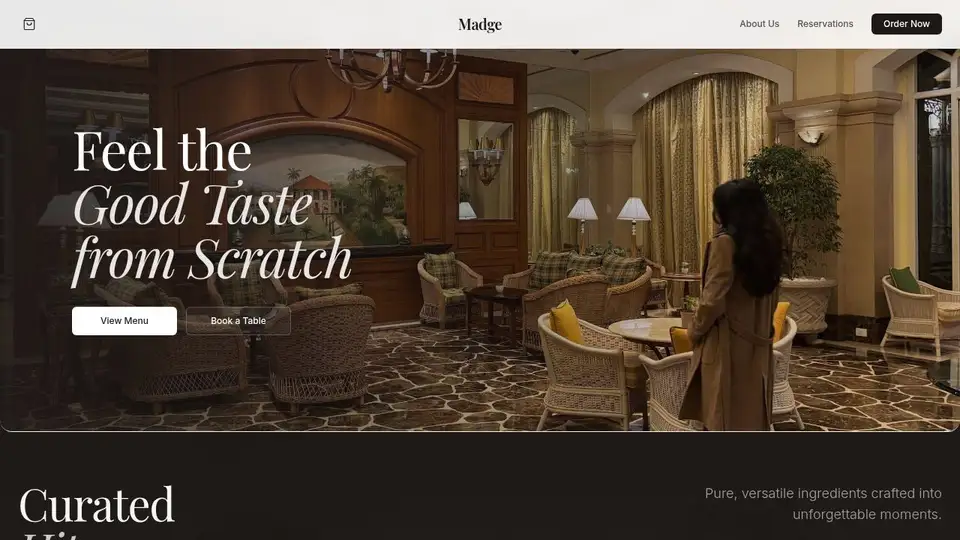 Madge
About Us
Reservations
Order Now
Feel the
Good Taste
from Scratch
View Menu
Book a Table
Curated
Pure, versatile ingredients crafted into
unforgettable moments.